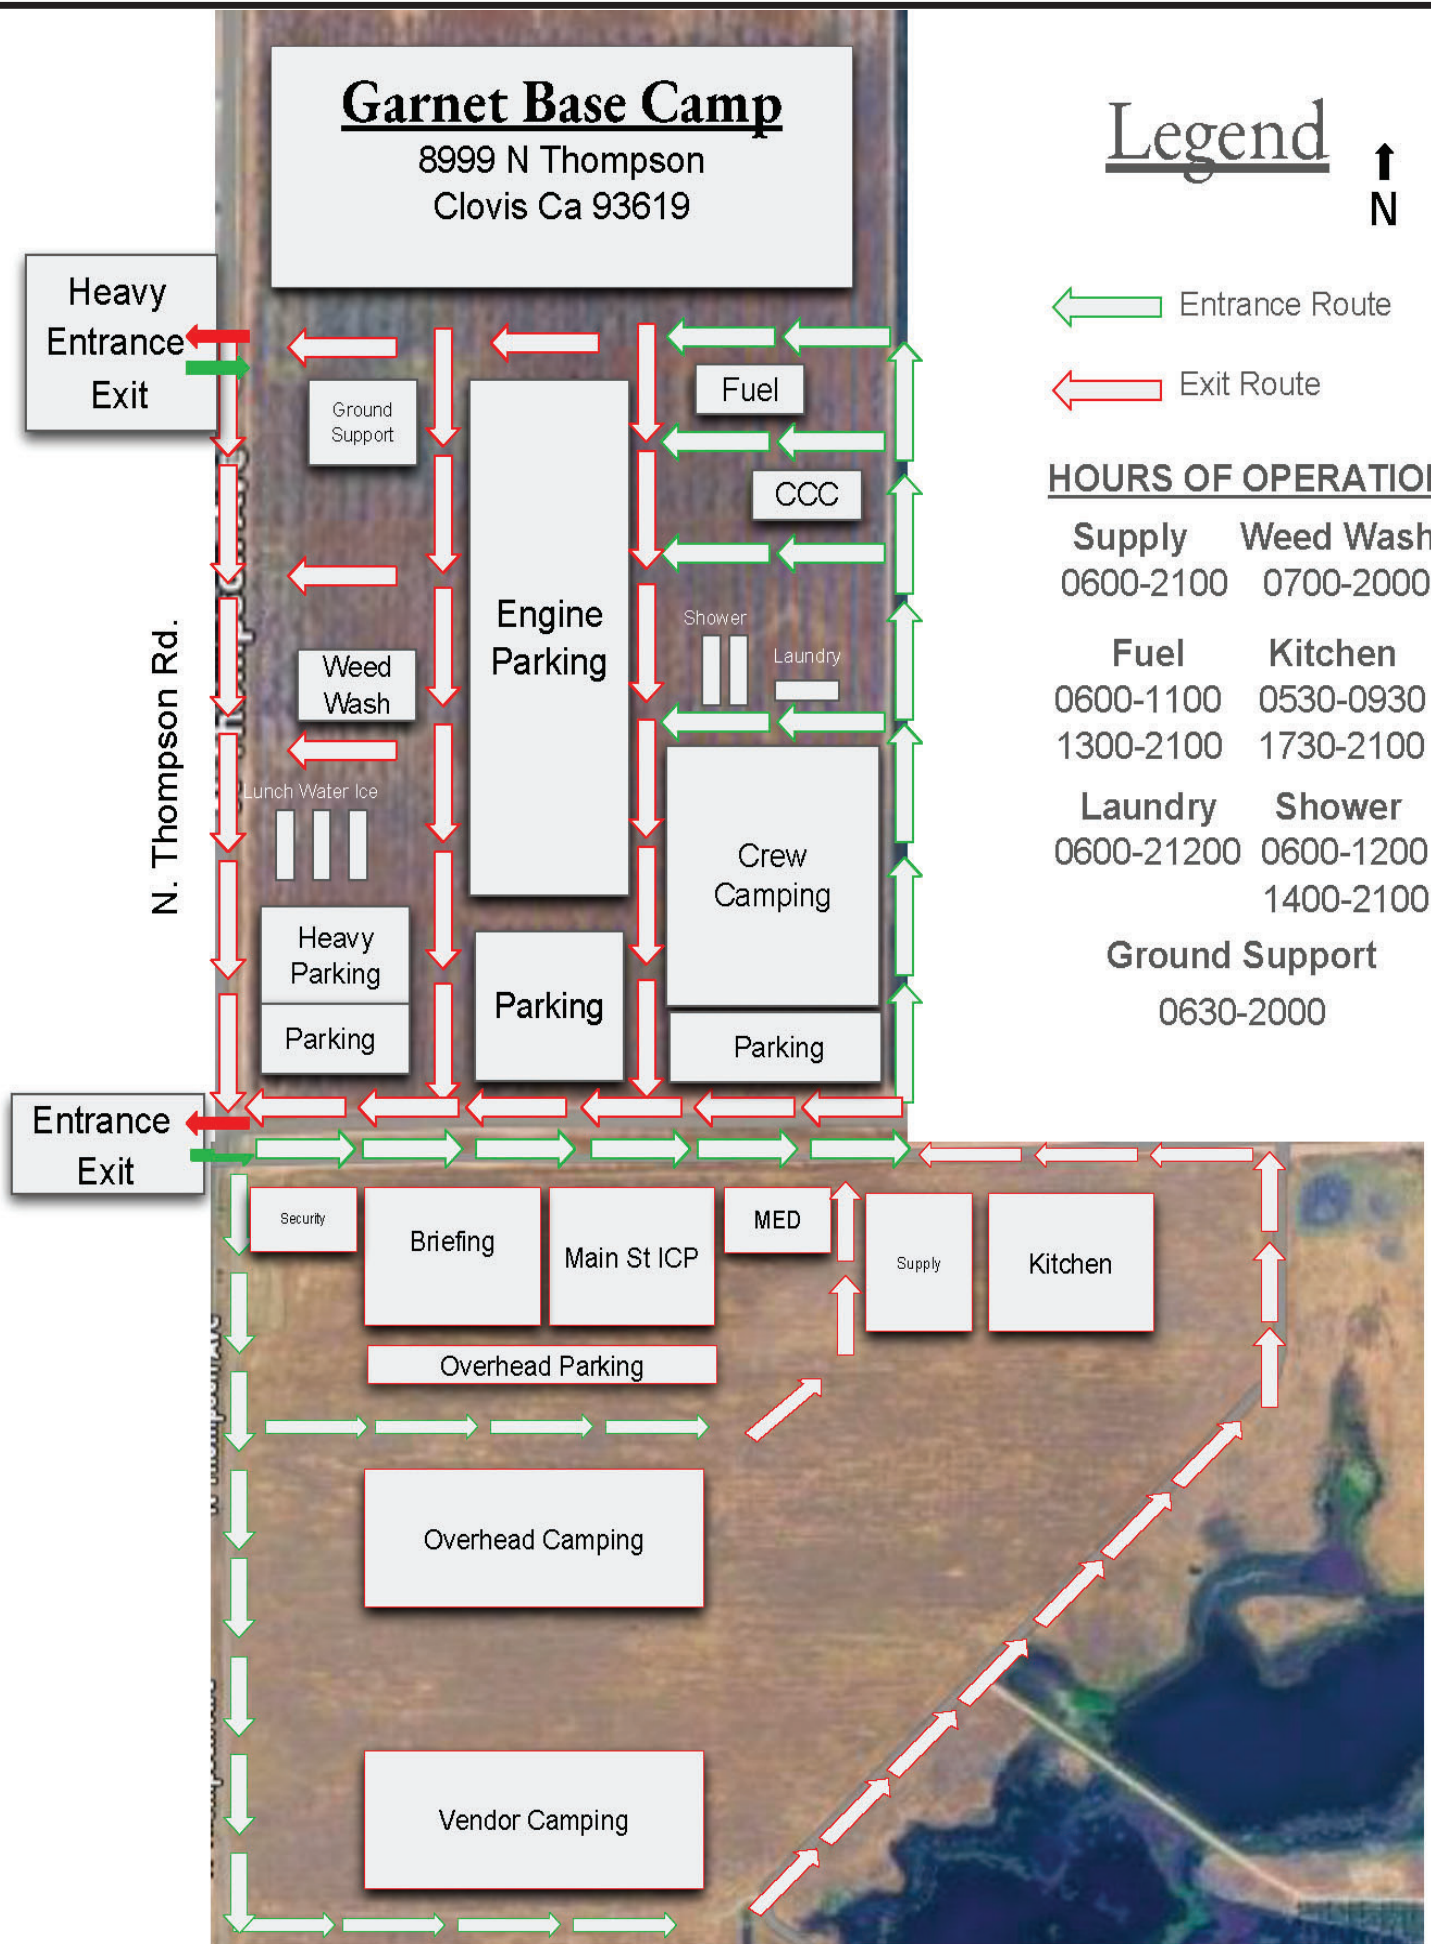 Garnet Base Camp
8999 N Thompson
Clovis Ca 93619
Legend
N
Entrance Route
Exit Route
HOURS OF OPERATION
Supply Weed Wash
0600-2100 0700-2000
Fuel Kitchen
0600-1100 0530-0930
1300-2100 1730-2100
Laundry Shower
0600-21200 0600-1200
1400-2100
Ground Support
0630-2000
Heavy
Entrance
Exit
Ground
Support
Fuel
CCC
Engine
Parking
Shower
Laundry
Weed
Wash
N. Thompson Rd.
Lunch Water Ice
Crew
Camping
Heavy
Parking
Parking
Parking
Parking
Entrance
Exit
Security
Briefing
Main St ICP
MED
Supply
Kitchen
Overhead Parking
N Thompson Ave
Overhead Camping
Vendor Camping